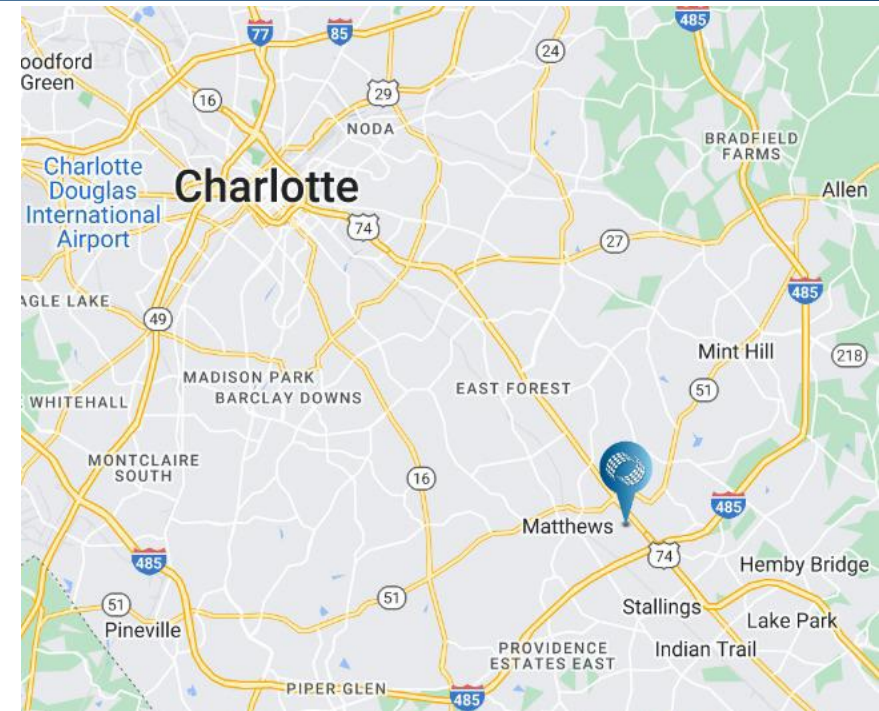 77
85
485
24
oodford
Green
16
29
NODA
BRADFIELD
FARMS
Charlotte
Douglas
International
Airport
Charlotte
Allen
74
27
AGLE LAKE
485
49
Mint Hill
218
MADISON PARK
BARCLAY DOWNS
EAST FOREST
51
WHITEHALL
MONTCLAIRE
SOUTH
16
485
Matthews
74
485
Hemby Bridge
51
51
Stallings
Pineville
Lake Park
PROVIDENCE
ESTATES EAST
Indian Trail
PIPER GLEN
485